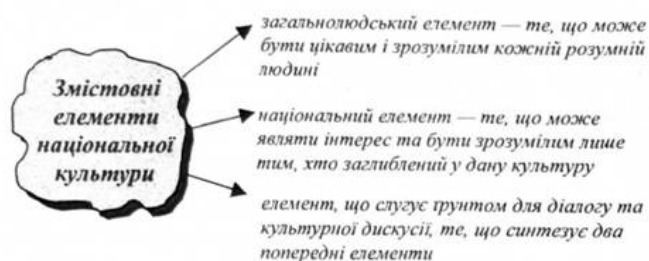 Змістовні
елементи
національної
культури
загальнолюдський елемент — те, що може
бути цікавим і зрозумілим кожній розумній
людині
національний елемент — те, що може
являти інтерес та бути зрозумілим лише
тим, хто заглиблений у дану культуру
елемент, що слугує ґрунтом для діалогу та
культурної дискусії, те, що синтезує два
попередні елементи